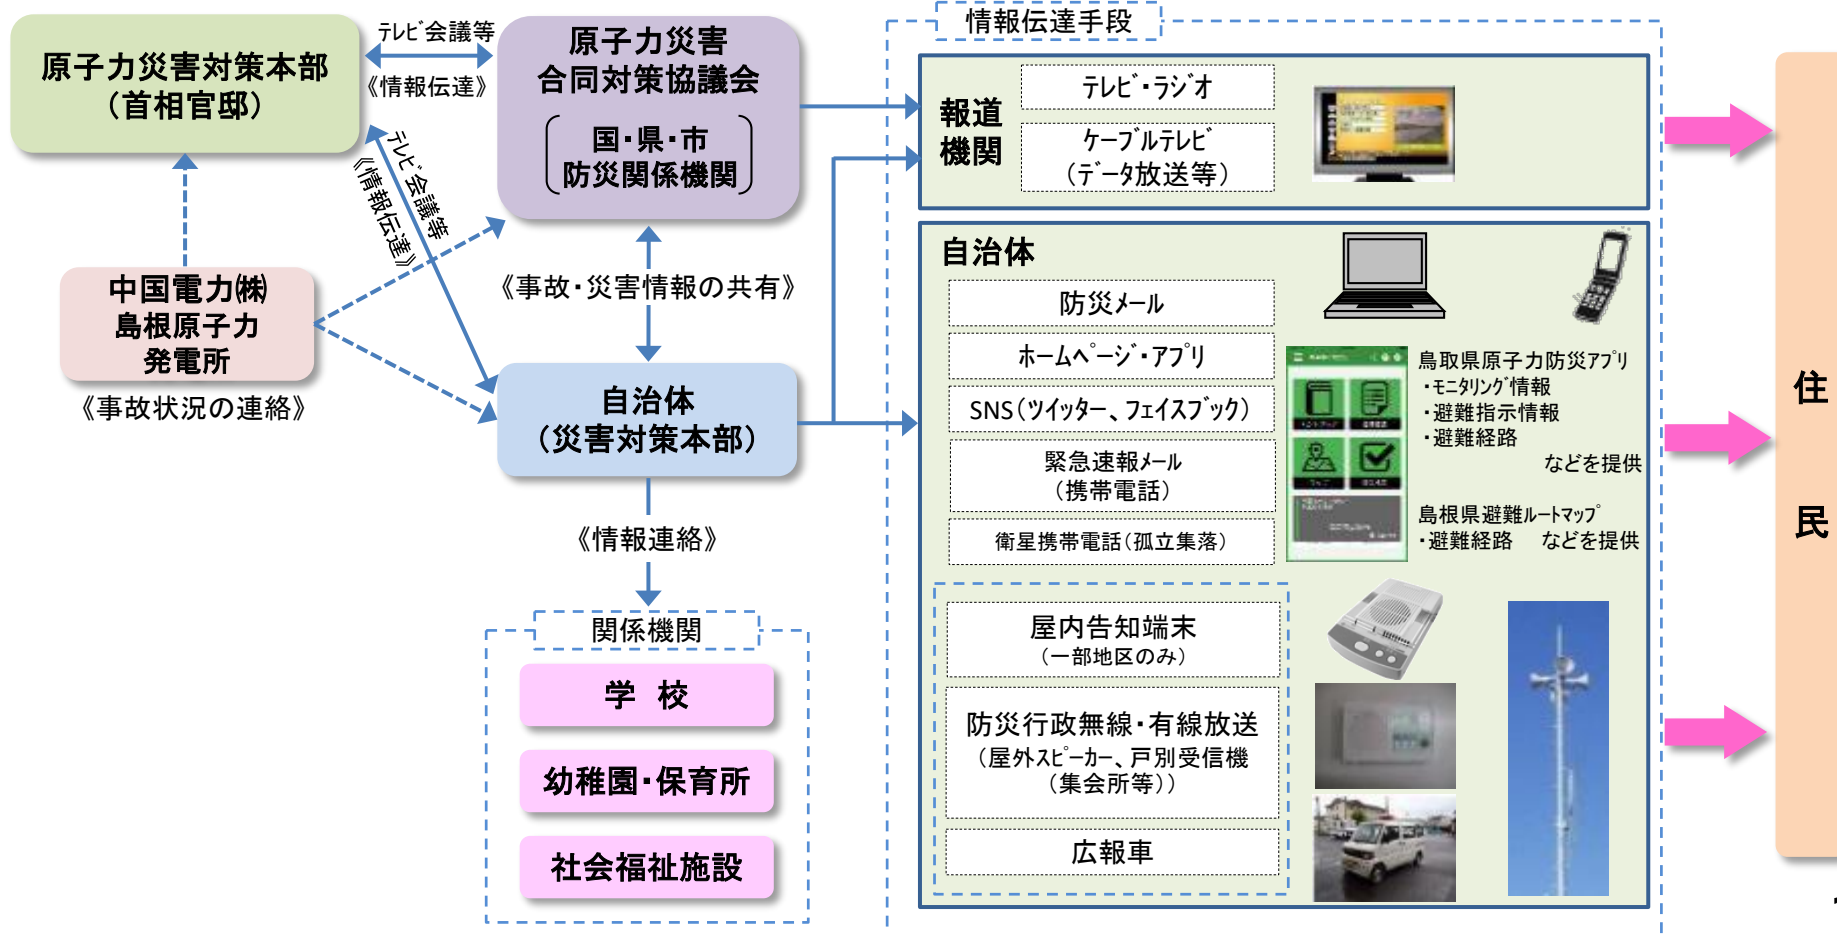 原子力災害対策本部
（首相官邸）
ﾃﾚﾋﾞ会議等
《情報伝達》
原子力災害
合同対策協議会
国・県・市
防災関係機関
ﾃﾚﾋﾞ会議等
《情報伝達》
中国電力㈱
島根原子力
発電所
《事故状況の連絡》
《事故・災害情報の共有》
自治体
（災害対策本部）
《情報連絡》
関係機関
学　校
幼稚園・保育所
社会福祉施設
情報伝達手段
報道
機関
ﾃﾚﾋﾞ・ﾗｼﾞｵ
ｹｰﾌﾞﾙﾃﾚﾋﾞ
（ﾃﾞｰﾀ放送等）
自治体
防災ﾒｰﾙ
ﾎｰﾑﾍﾟｰｼﾞ・ｱﾌﾟﾘ
SNS（ﾂｲｯﾀｰ、ﾌｪｲｽﾌﾞｯｸ）
緊急速報ﾒｰﾙ
（携帯電話）
衛星携帯電話（孤立集落）
鳥取県原子力防災ｱﾌﾟﾘ
・ﾓﾆﾀﾘﾝｸﾞ情報
・避難指示情報
・避難経路
などを提供
島根県避難ﾙｰﾄﾏｯﾌﾟ
・避難経路　などを提供
屋内告知端末
（一部地区のみ）
防災行政無線・有線放送
（屋外ｽﾋﾟｰｶｰ、戸別受信機
（集会所等））
広報車
住
民